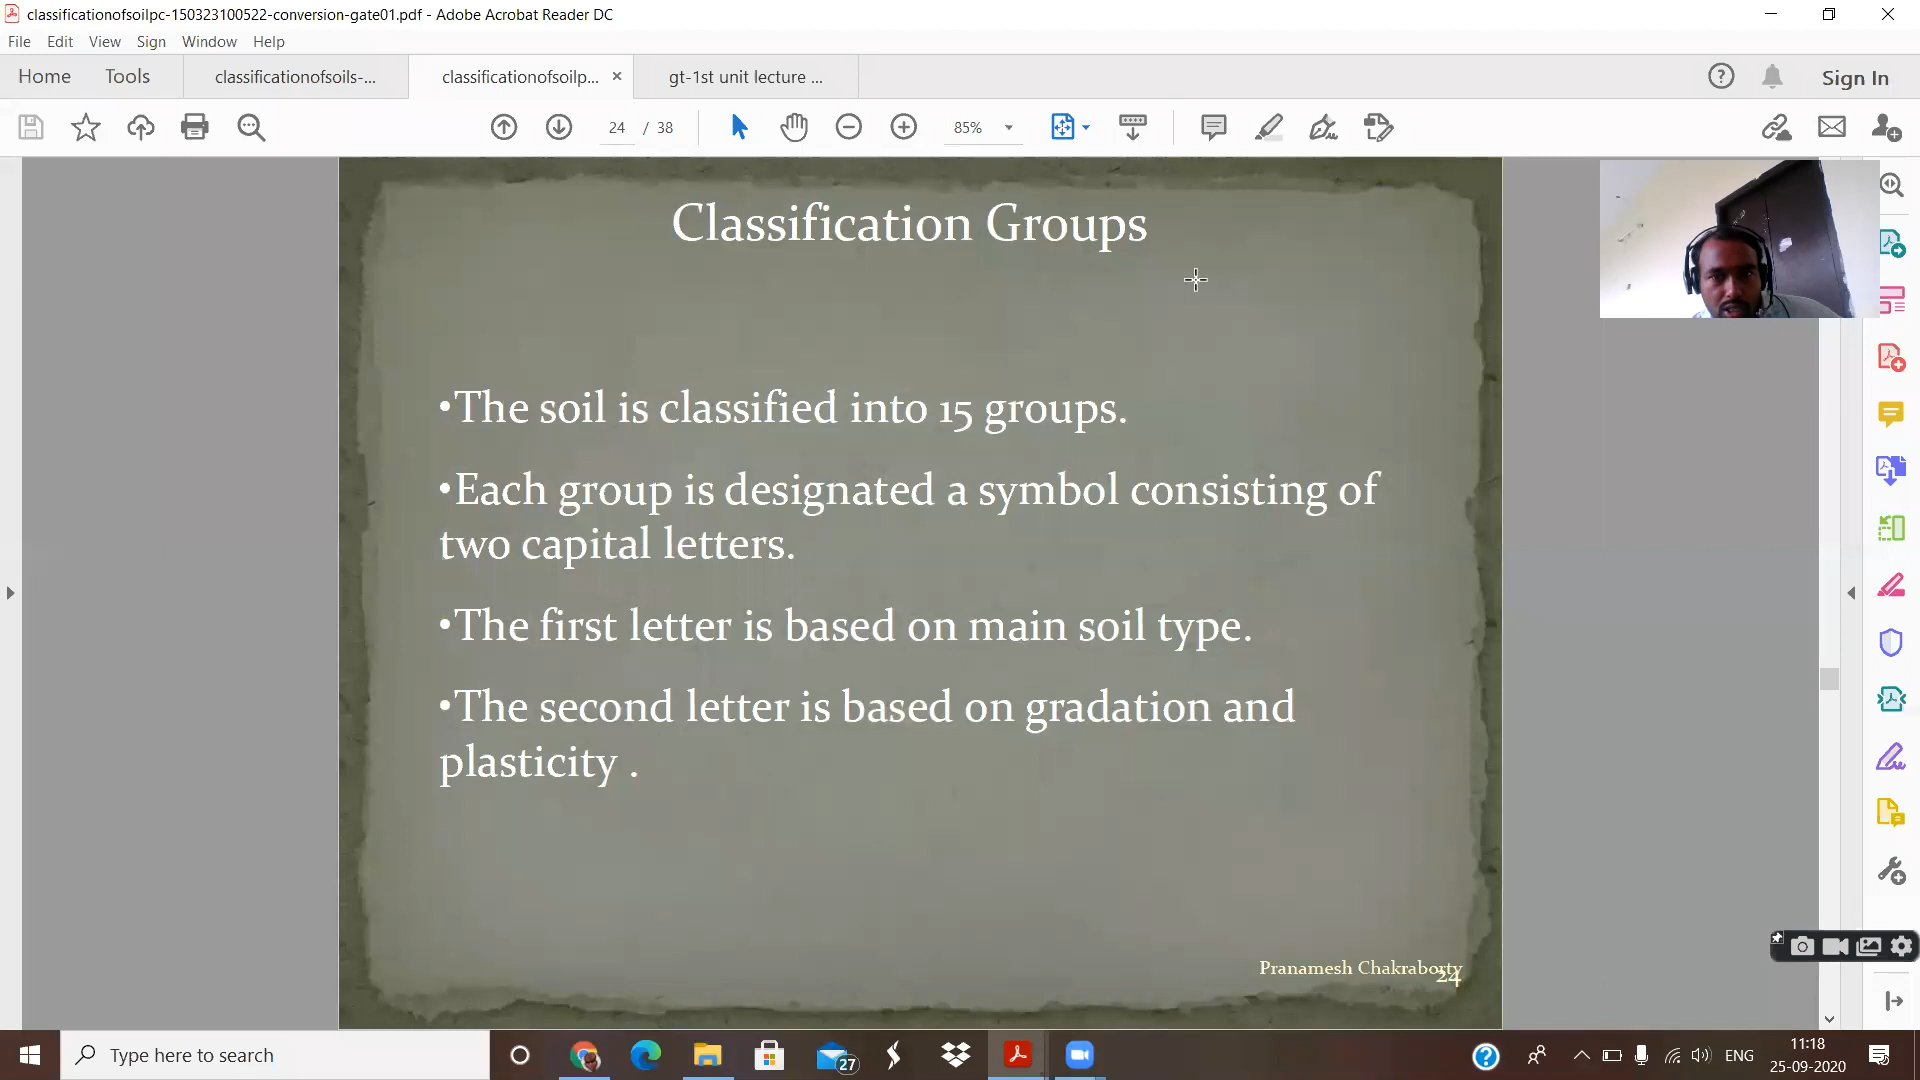 classificationofsoilpc-150323100522-conversion-gate01.pdf - Adobe Acrobat Reader DC
File Edit View Sign Window Help
Home Tools classificationofsoils-... classificationofsoilp... × gt-1st unit lecture ... Sign In
24 / 38 85%
Classification Groups
•The soil is classified into 15 groups.
•Each group is designated a symbol consisting of
two capital letters.
•The first letter is based on main soil type.
•The second letter is based on gradation and
plasticity .
Pranamesh Chakraborty
24
Type here to search
27
ENG
11:18
25-09-2020